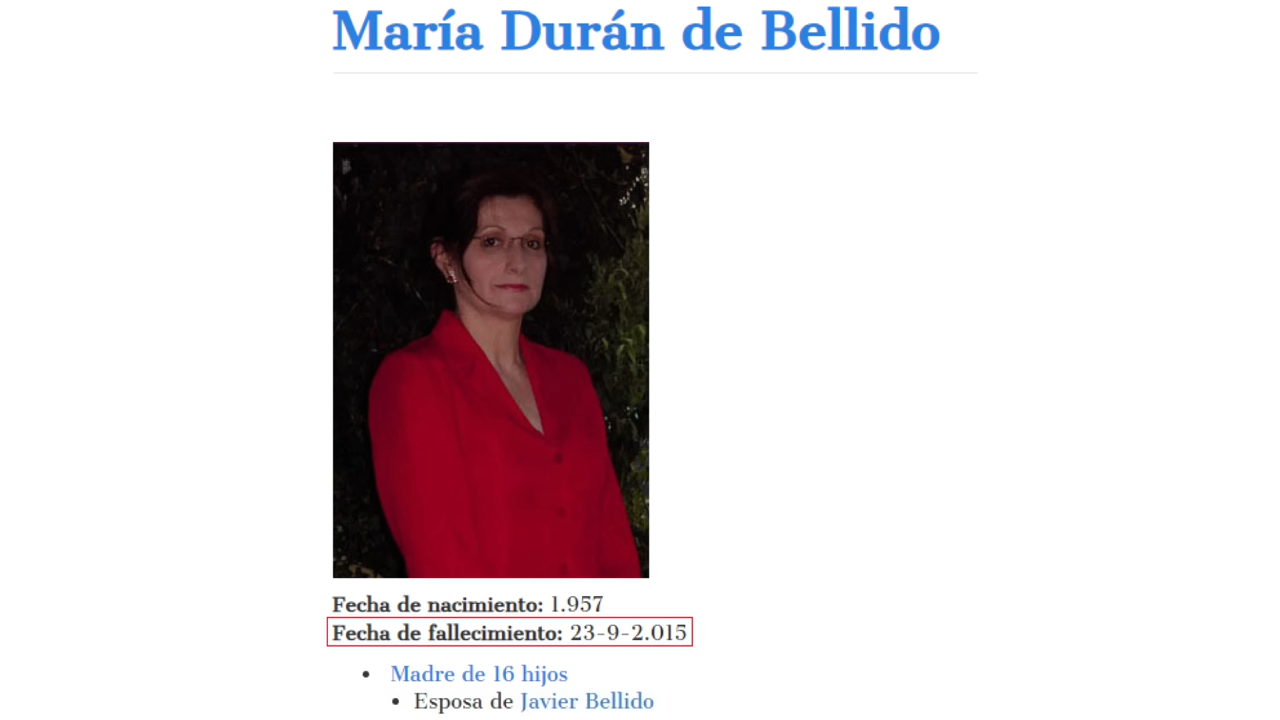 María Durán de Bellido
Fecha de nacimiento: 1.957
Fecha de fallecimiento: 23-9-2.015
Madre de 16 hijos
Esposa de Javier Bellido